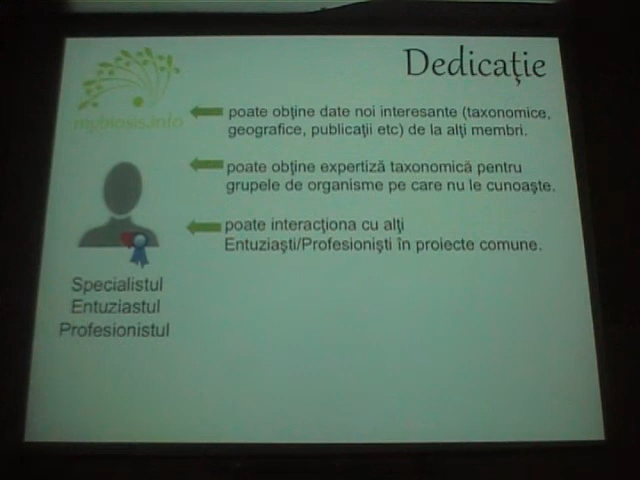 Dedicaţie
mybiosis.info
poate obţine date noi interesante (taxonomice,
geografice, publicaţii etc) de la alţi membri.
poate obţine expertiză taxonomică pentru
grupele de organisme pe care nu le cunoaşte.
poate interacţiona cu alţi
Entuziaşti/Profesionişti în proiecte comune.
Specialistul
Entuziastul
Profesionistul